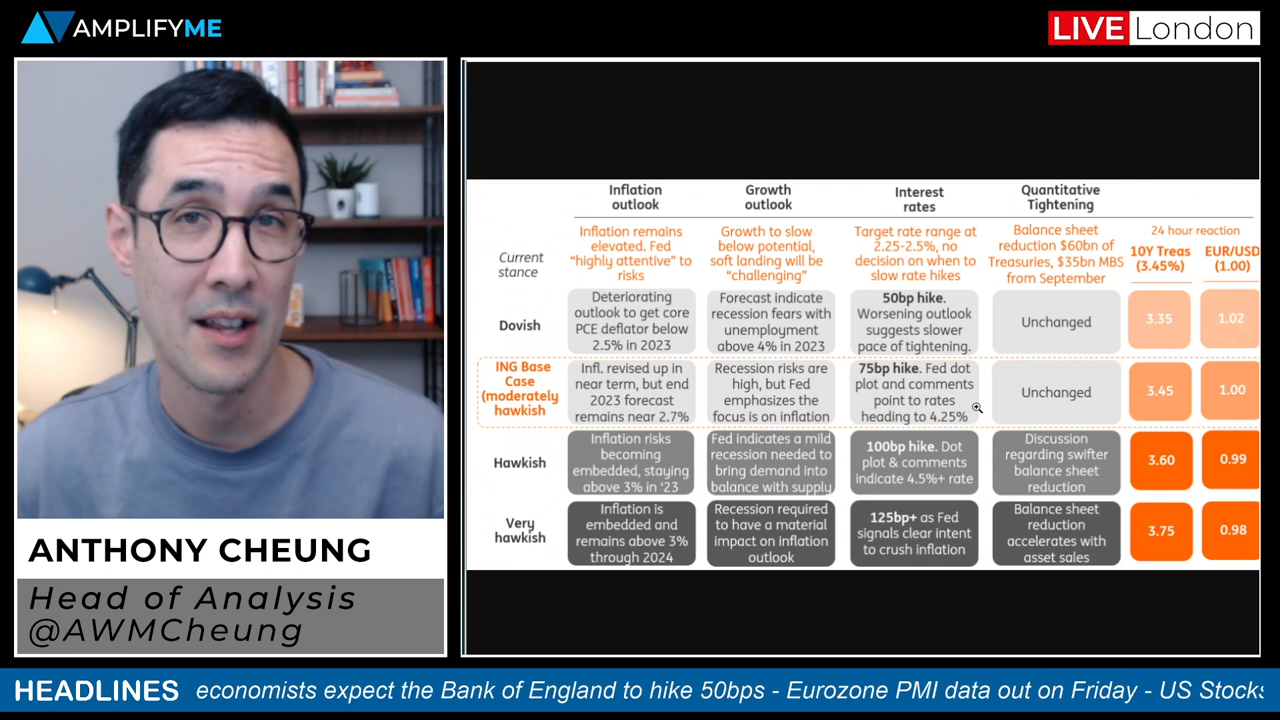 AMPLIFYME
LIVE London
Inflation
outlook
Growth
outlook
Interest
rates
Quantitative
Tightening
Current
stance
Inflation remains
elevated. Fed
“highly attentive” to
risks
Growth to slow
below potential,
soft landing will be
“challenging”
Target rate range at
2.25-2.5%, no
decision on when to
slow rate hikes
Balance sheet
reduction $60bn of
Treasuries, $35bn MBS
from September
24 hour reaction
10Y Treas
(3.45%)
EUR/USD
(1.00)
Dovish
Deteriorating
outlook to get core
PCE deflator below
2.5% in 2023
Forecast indicate
recession fears with
unemployment
above 4% in 2023
50bp hike.
Worsening outlook
suggests slower
pace of tightening.
Unchanged
3.35
1.02
ING Base
Case
(moderately
hawkish
Infl. revised up in
near term, but end
2023 forecast
remains near 2.7%
Recession risks are
high, but Fed
emphasizes the
focus is on inflation
75bp hike. Fed dot
plot and comments
point to rates
heading to 4.25%
Unchanged
3.45
1.00
Hawkish
Inflation risks
becoming
embedded, staying
above 3% in ‘23
Fed indicates a mild
recession needed to
bring demand into
balance with supply
100bp hike. Dot
plot & comments
indicate 4.5%+ rate
Discussion
regarding swifter
balance sheet
reduction
3.60
0.99
Very
hawkish
Inflation is
embedded and
remains above 3%
through 2024
Recession required
to have a material
impact on inflation
outlook
125bp+ as Fed
signals clear intent
to crush inflation
Balance sheet
reduction
accelerates with
asset sales
3.75
0.98
ANTHONY CHEUNG
Head of Analysis
@AWMCheung
HEADLINES economists expect the Bank of England to hike 50bps - Eurozone PMI data out on Friday - US Stocks